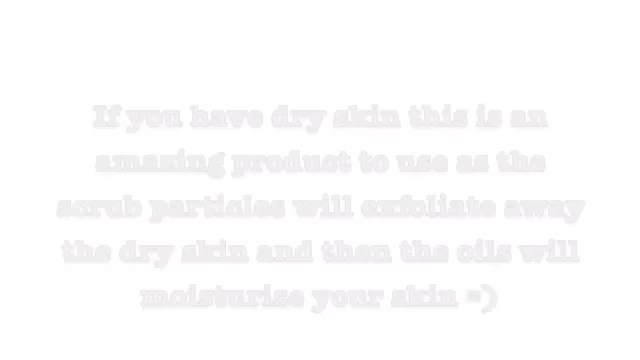 If you have dry skin this is an
amazing product to use as the
scrub particles will exfoliate away
the dry skin and then the oils will
moisturise your skin =)